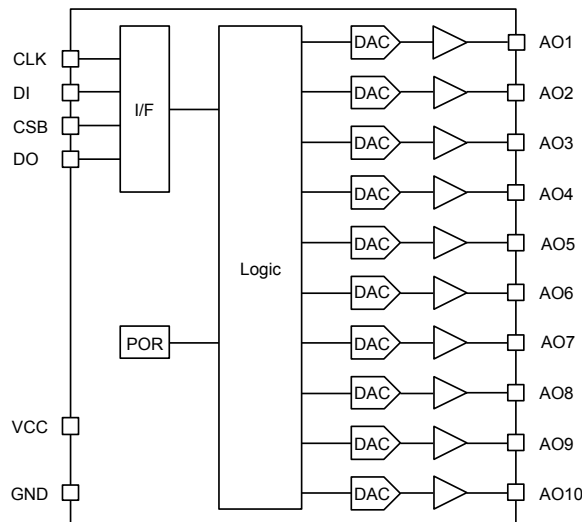 CLK
DI
CSB
DO
I/F
POR
VCC
GND
Logic
DAC
AO1
DAC
AO2
DAC
AO3
DAC
AO4
DAC
AO5
DAC
AO6
DAC
AO7
DAC
AO8
DAC
AO9
DAC
AO10